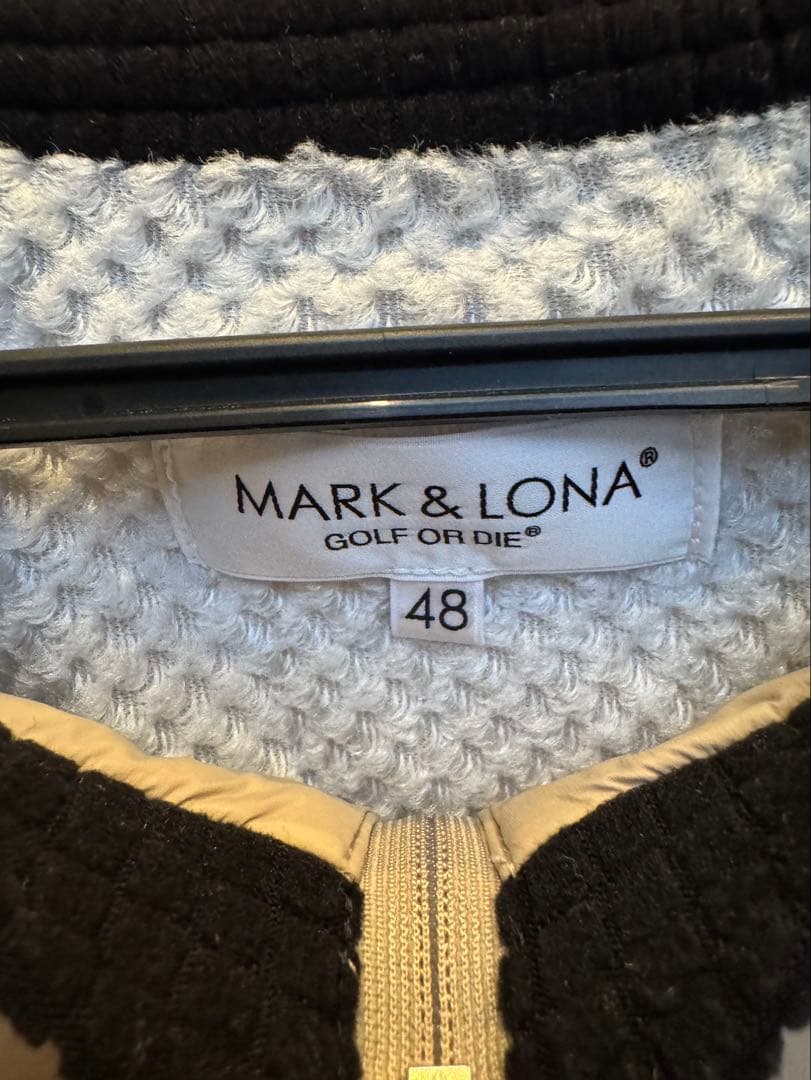 MARK & LONA®
GOLF OR DIE®
48